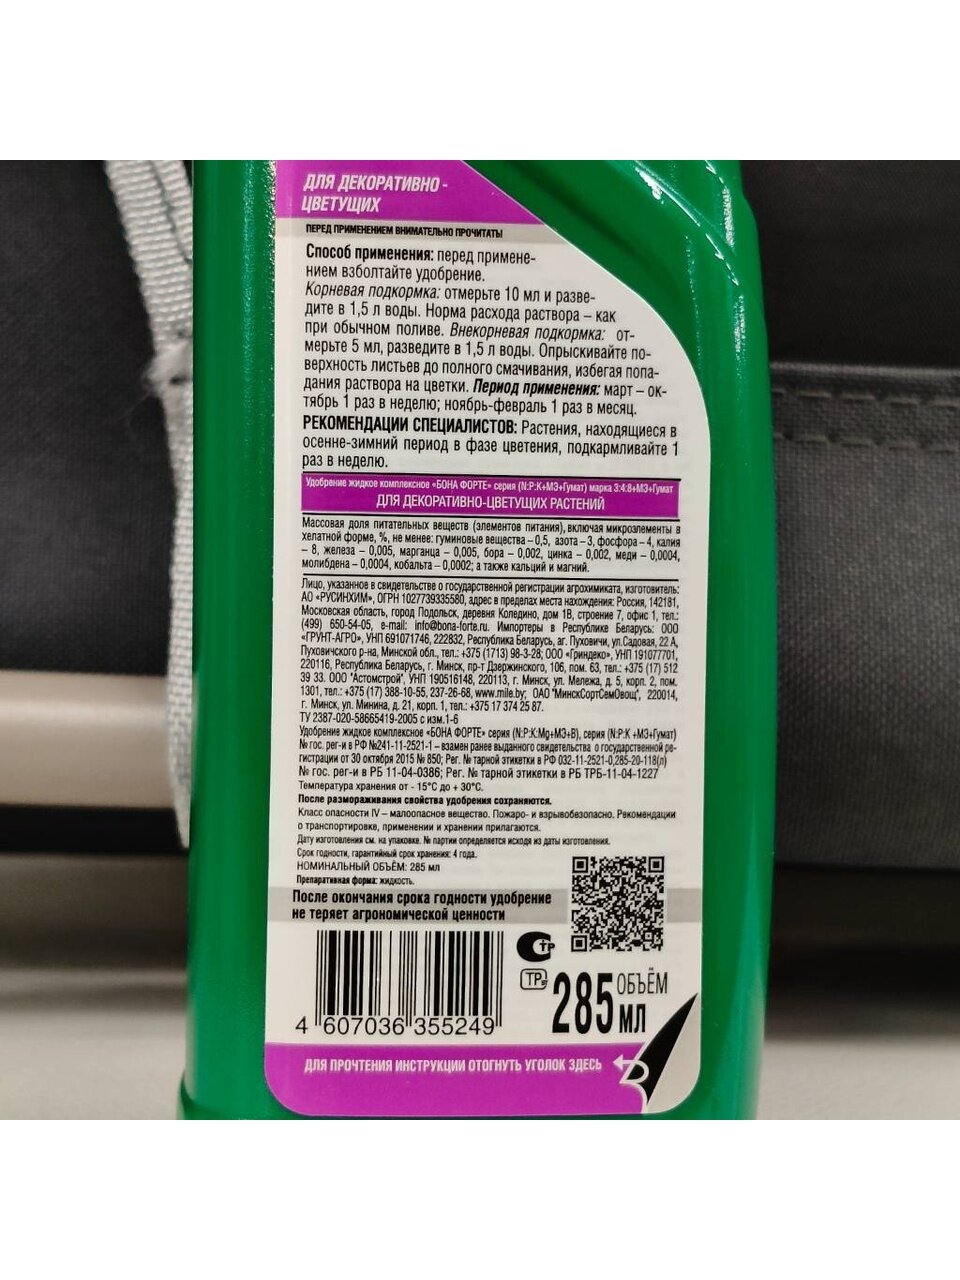 ДЛЯ ДЕКОРАТИВНО-
ЦВЕТУЩИХ
ПЕРЕД ПРИМЕНЕНИЕМ ВНИМАТЕЛЬНО ПРОЧИТАТЬ!
Способ применения: перед примене-
нием взболтайте удобрение.
Корневая подкормка: отмерьте 10 мл и разве-
дите в 1,5 л воды. Норма расхода раствора – как
при обычном поливе. Внекорневая подкормка: от-
мерьте 5 мл, разведите в 1,5 л воды. Опрыскивайте по-
верхность листьев до полного смачивания, избегая попа-
дания раствора на цветки. Период применения: март – ок-
тябрь 1 раз в неделю; ноябрь-февраль 1 раз в месяц.
РЕКОМЕНДАЦИИ СПЕЦИАЛИСТОВ: Растения, находящиеся в
осенне-зимний период в фазе цветения, подкармливайте 1
раз в неделю.
Удобрение жидкое комплексное «БОНА ФОРТЕ» серия (N:P:K+МЭ+Гумат) марка 3:4:8+МЭ+Гумат
ДЛЯ ДЕКОРАТИВНО-ЦВЕТУЩИХ РАСТЕНИЙ
Массовая доля питательных веществ (элементов питания), включая микроэлементы в
хелатной форме, %, не менее: гуминовые вещества – 0,5, азота – 3, фосфора – 4, калия
– 8, железа – 0,005, марганца – 0,005, бора – 0,002, цинка – 0,002, меди – 0,0004,
молибдена – 0,0004, кобальта – 0,0002; а также кальций и магний.
Лицо, указанное в свидетельстве о государственной регистрации агрохимиката, изготовитель:
АО «РУСИНХИМ», ОГРН 1027739335580, адрес в пределах места нахождения: Россия, 142181,
Московская область, город Подольск, деревня Коледино, дом 1В, строение 7, офис 1, тел.:
(499) 650-54-05, e-mail: info@bona-forte.ru. Импортеры в Республике Беларусь: ООО
«ГРУНТ-АГРО», УНП 691071746, 222832, Республика Беларусь, аг. Пуховичи, ул.Садовая, 22 А,
Пуховичского р-на, Минской обл., тел.: +375 (1713) 98-3-28; ООО «Гриндеко», УНП 191077701,
220116, Республика Беларусь, г. Минск, пр-т Дзержинского, 106, пом. 63, тел.: +375 (17) 512
39 33. ООО "Астомстрой", УНП 190516148, 220113, г. Минск, ул. Мележа, д. 5, корп. 2, пом.
1301, тел.: +375 (17) 388-10-55, 237-26-68, www.mile.by; ОАО "МинскСортСемОвощ", 220014,
г. Минск, ул. Минина, д. 21, корп. 1, тел.: +375 17 374 25 87.
ТУ 2387-020-58665419-2005 с изм.1-6
Удобрение жидкое комплексное «БОНА ФОРТЕ» серия (N:P:K:Mg+МЭ+В), серия (N:P:K +МЭ+Гумат)
№ гос. рег-и в РФ №241-11-2521-1 – взамен ранее выданного свидетельства о государственной ре-
гистрации от 30 октября 2015 № 850; Рег. № тарной этикетки в РФ 032-11-2521-0,285-20-118(л)
№ гос. рег-и в РБ 11-04-0386; Рег. № тарной этикетки в РБ ТРБ-11-04-1227
Температура хранения от - 15°С до + 30°С.
После размораживания свойства удобрения сохраняются.
Класс опасности IV – малоопасное вещество. Пожаро- и взрывобезопасно. Рекомендации
о транспортировке, применении и хранении прилагаются.
Дату изготовления см. на упаковке. № партии определяется исходя из даты изготовления.
Срок годности, гарантийный срок хранения: 4 года.
НОМИНАЛЬНЫЙ ОБЪЁМ: 285 мл
Препаративная форма: жидкость.
После окончания срока годности удобрение
не теряет агрономической ценности
4 607036 355249
ТР
ТР
ОБЪЁМ
285 мл
ДЛЯ ПРОЧТЕНИЯ ИНСТРУКЦИИ ОТОГНУТЬ УГОЛОК ЗДЕСЬ